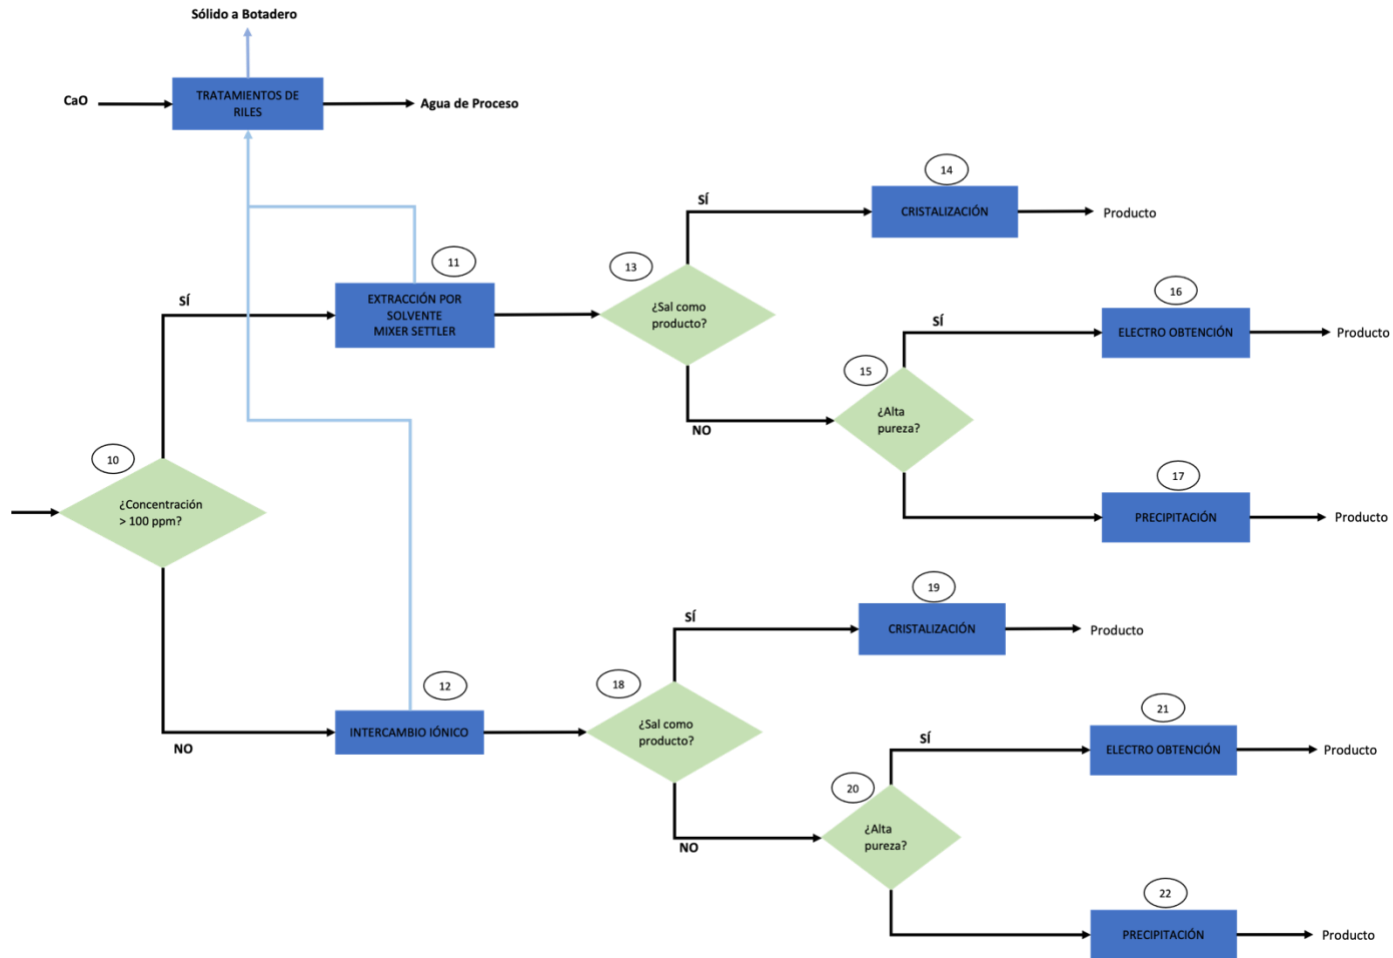 Sólido a Botadero
CaO
TRATAMIENTOS DE
RILES
Agua de Proceso
14
SÍ
CRISTALIZACIÓN
Producto
11
13
SÍ
EXTRACCIÓN POR
SOLVENTE
MIXER SETTLER
¿Sal como
producto?
16
SÍ
ELECTRO OBTENCIÓN
Producto
15
NO
¿Alta
pureza?
10
17
¿Concentración
> 100 ppm?
PRECIPITACIÓN
Producto
19
SÍ
CRISTALIZACIÓN
Producto
12
18
NO
INTERCAMBIO IÓNICO
¿Sal como
producto?
21
SÍ
ELECTRO OBTENCIÓN
Producto
20
NO
¿Alta
pureza?
22
PRECIPITACIÓN
Producto